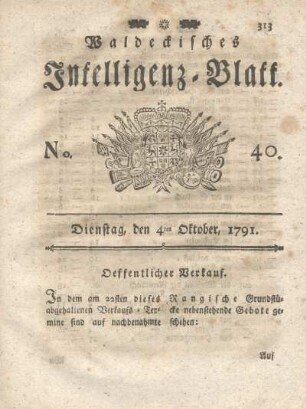 313
Waldeckisches
Intelligenz-Blatt.
No. 40.
Dienstag, den 4ten Oktober, 1791.
Oeffentlicher Verkauf.
In dem am 22sten dieses
abgehaltenen Verkaufs-Ter-
mine sind auf nachbenahmte
Rangische Grundstü-
cke nebenstehende Gebote ge-
schehen:
Auf